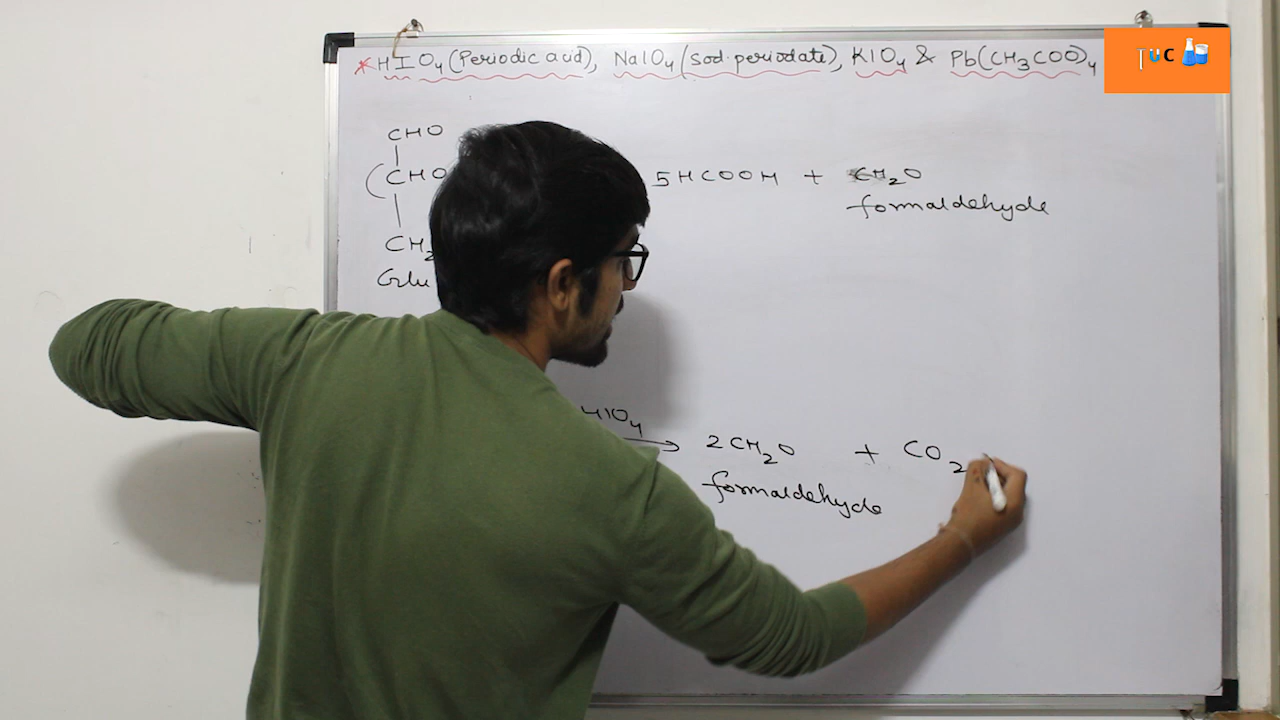 * HIO4 (Periodic acid), NaIO4 (sod. periodate), KIO4 & Pb(CH3COO)4
TUC
CHO
(CHO
CH2
Glu
5HCOOH + CH2O
formaldehyde
HIO4
2CH2O + CO2
formaldehyde